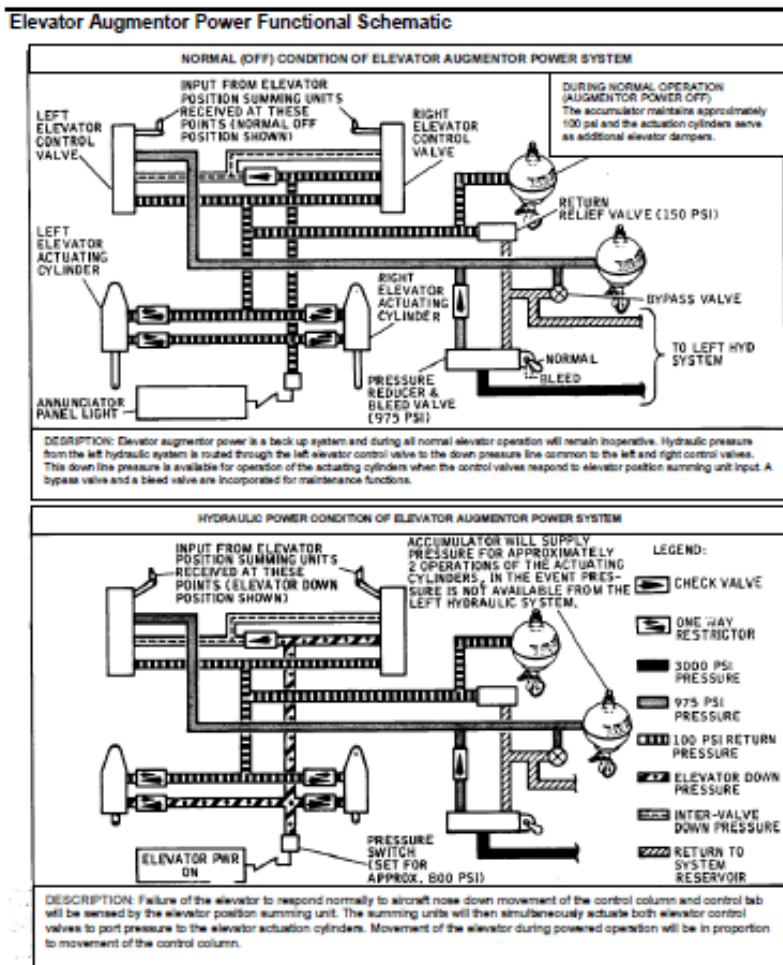 Elevator Augmentor Power Functional Schematic
NORMAL (OFF) CONDITION OF ELEVATOR AUGMENTOR POWER SYSTEM
LEFT
ELEVATOR
CONTROL
VALVE
INPUT FROM ELEVATOR
POSITION SUMMING UNITS
RECEIVED AT THESE
POINTS (NORMAL OFF
POSITION SHOWN)
RIGHT
ELEVATOR
CONTROL
VALVE
DURING NORMAL OPERATION
(AUGMENTOR POWER OFF)
The accumulator maintains approximately
100 psi and the actuation cylinders serve
as additional elevator dampers.
RETURN
RELIEF VALVE (150 PSI)
LEFT
ELEVATOR
ACTUATING
CYLINDER
RIGHT
ELEVATOR
ACTUATING
CYLINDER
BYPASS VALVE
TO LEFT HYD
SYSTEM
NORMAL
BLEED
PRESSURE
REDUCER &
BLEED VALVE
(975 PSI)
ANNUNCIATOR
PANEL LIGHT
DESRIPTION: Elevator augmentor power is a back up system and during all normal elevator operation will remain inoperative. Hydraulic pressure
from the left hydraulic system is routed through the left elevator control valve to the down pressure line common to the left and right control valves.
This down line pressure is available for operation of the actuating cylinders when the control valves respond to elevator position summing unit input. A
bypass valve and a bleed valve are incorporated for maintenance functions.
HYDRAULIC POWER CONDITION OF ELEVATOR AUGMENTOR POWER SYSTEM
INPUT FROM ELEVATOR
POSITION SUMMING UNITS
RECEIVED AT THESE
POINTS (ELEVATOR DOWN
POSITION SHOWN)
ACCUMULATOR WILL SUPPLY
PRESSURE FOR APPROXIMATELY
2 OPERATIONS OF THE ACTUATING
CYLINDERS, IN THE EVENT PRES-
SURE IS NOT AVAILABLE FROM THE
LEFT HYDRAULIC SYSTEM.
LEGEND:
CHECK VALVE
ONE WAY
RESTRICTOR
3000 PSI
PRESSURE
975 PSI
PRESSURE
100 PSI RETURN
PRESSURE
ELEVATOR DOWN
PRESSURE
INTER-VALVE
DOWN PRESSURE
RETURN TO
SYSTEM
RESERVOIR
ELEVATOR PWR
ON
PRESSURE
SWITCH
(SET FOR
APPROX. 800 PSI)
DESCRIPTION: Failure of the elevator to respond normally to aircraft nose down movement of the control column and control tab
will be sensed by the elevator position summing unit. The summing units will then simultaneously actuate both elevator control
valves to port pressure to the elevator actuation cylinders. Movement of the elevator during powered operation will be in proportion
to movement of the control column.